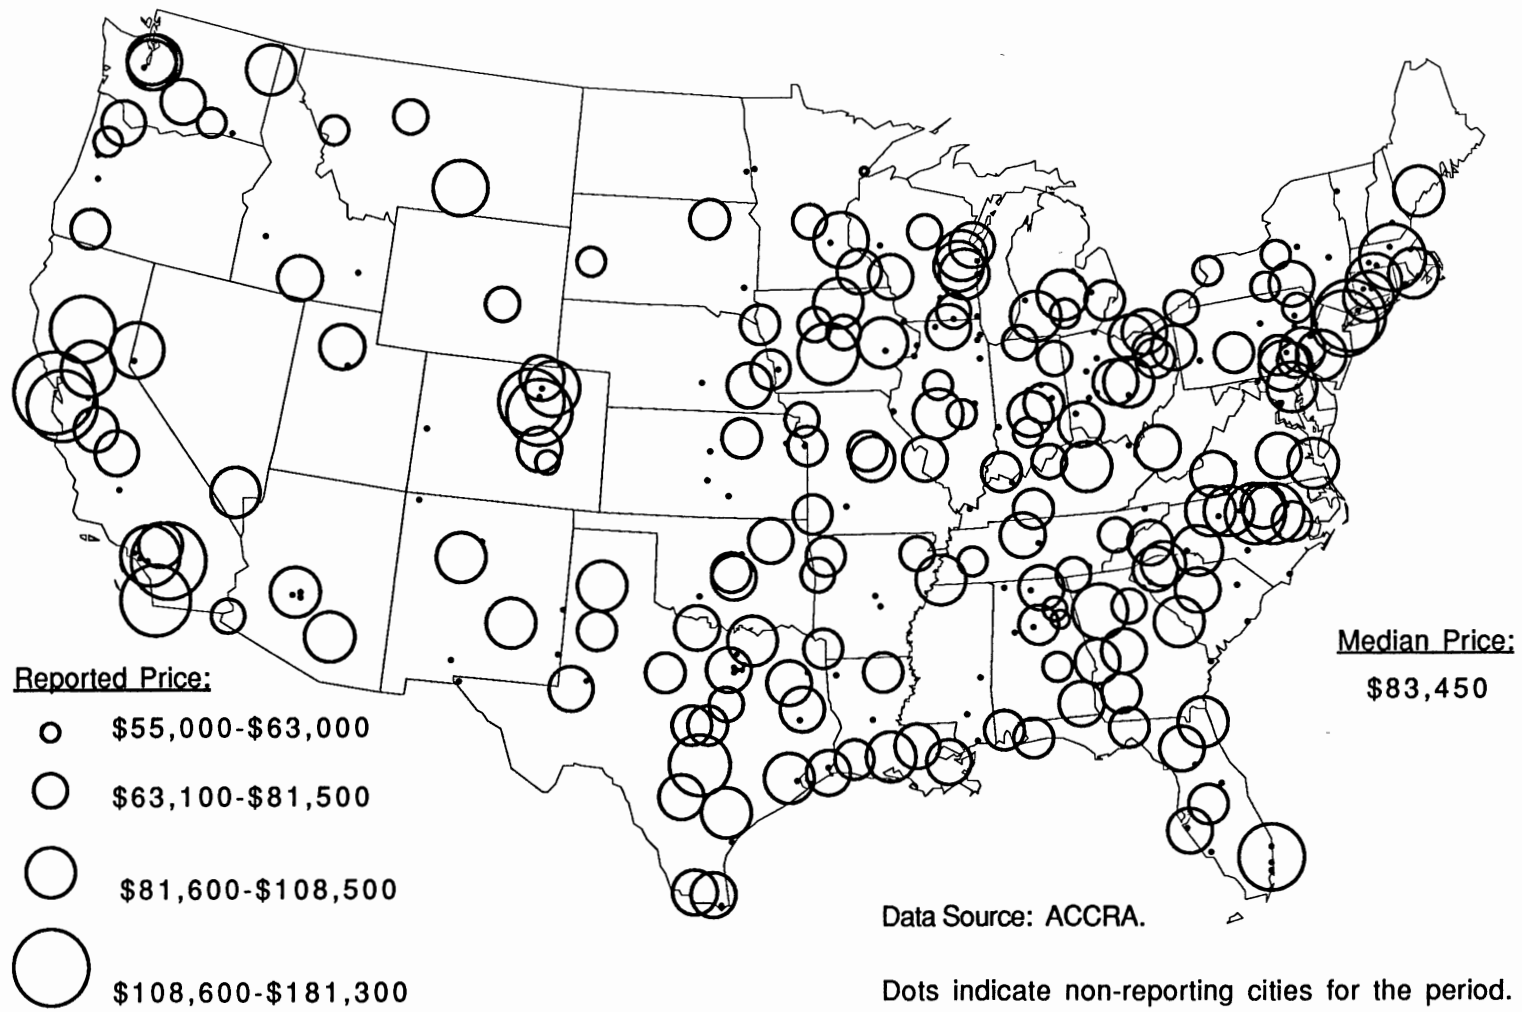 Reported Price:
$55,000-$63,000
$63,100-$81,500
$81,600-$108,500
$108,600-$181,300
Median Price:
$83,450
Data Source: ACCRA.
Dots indicate non-reporting cities for the period.